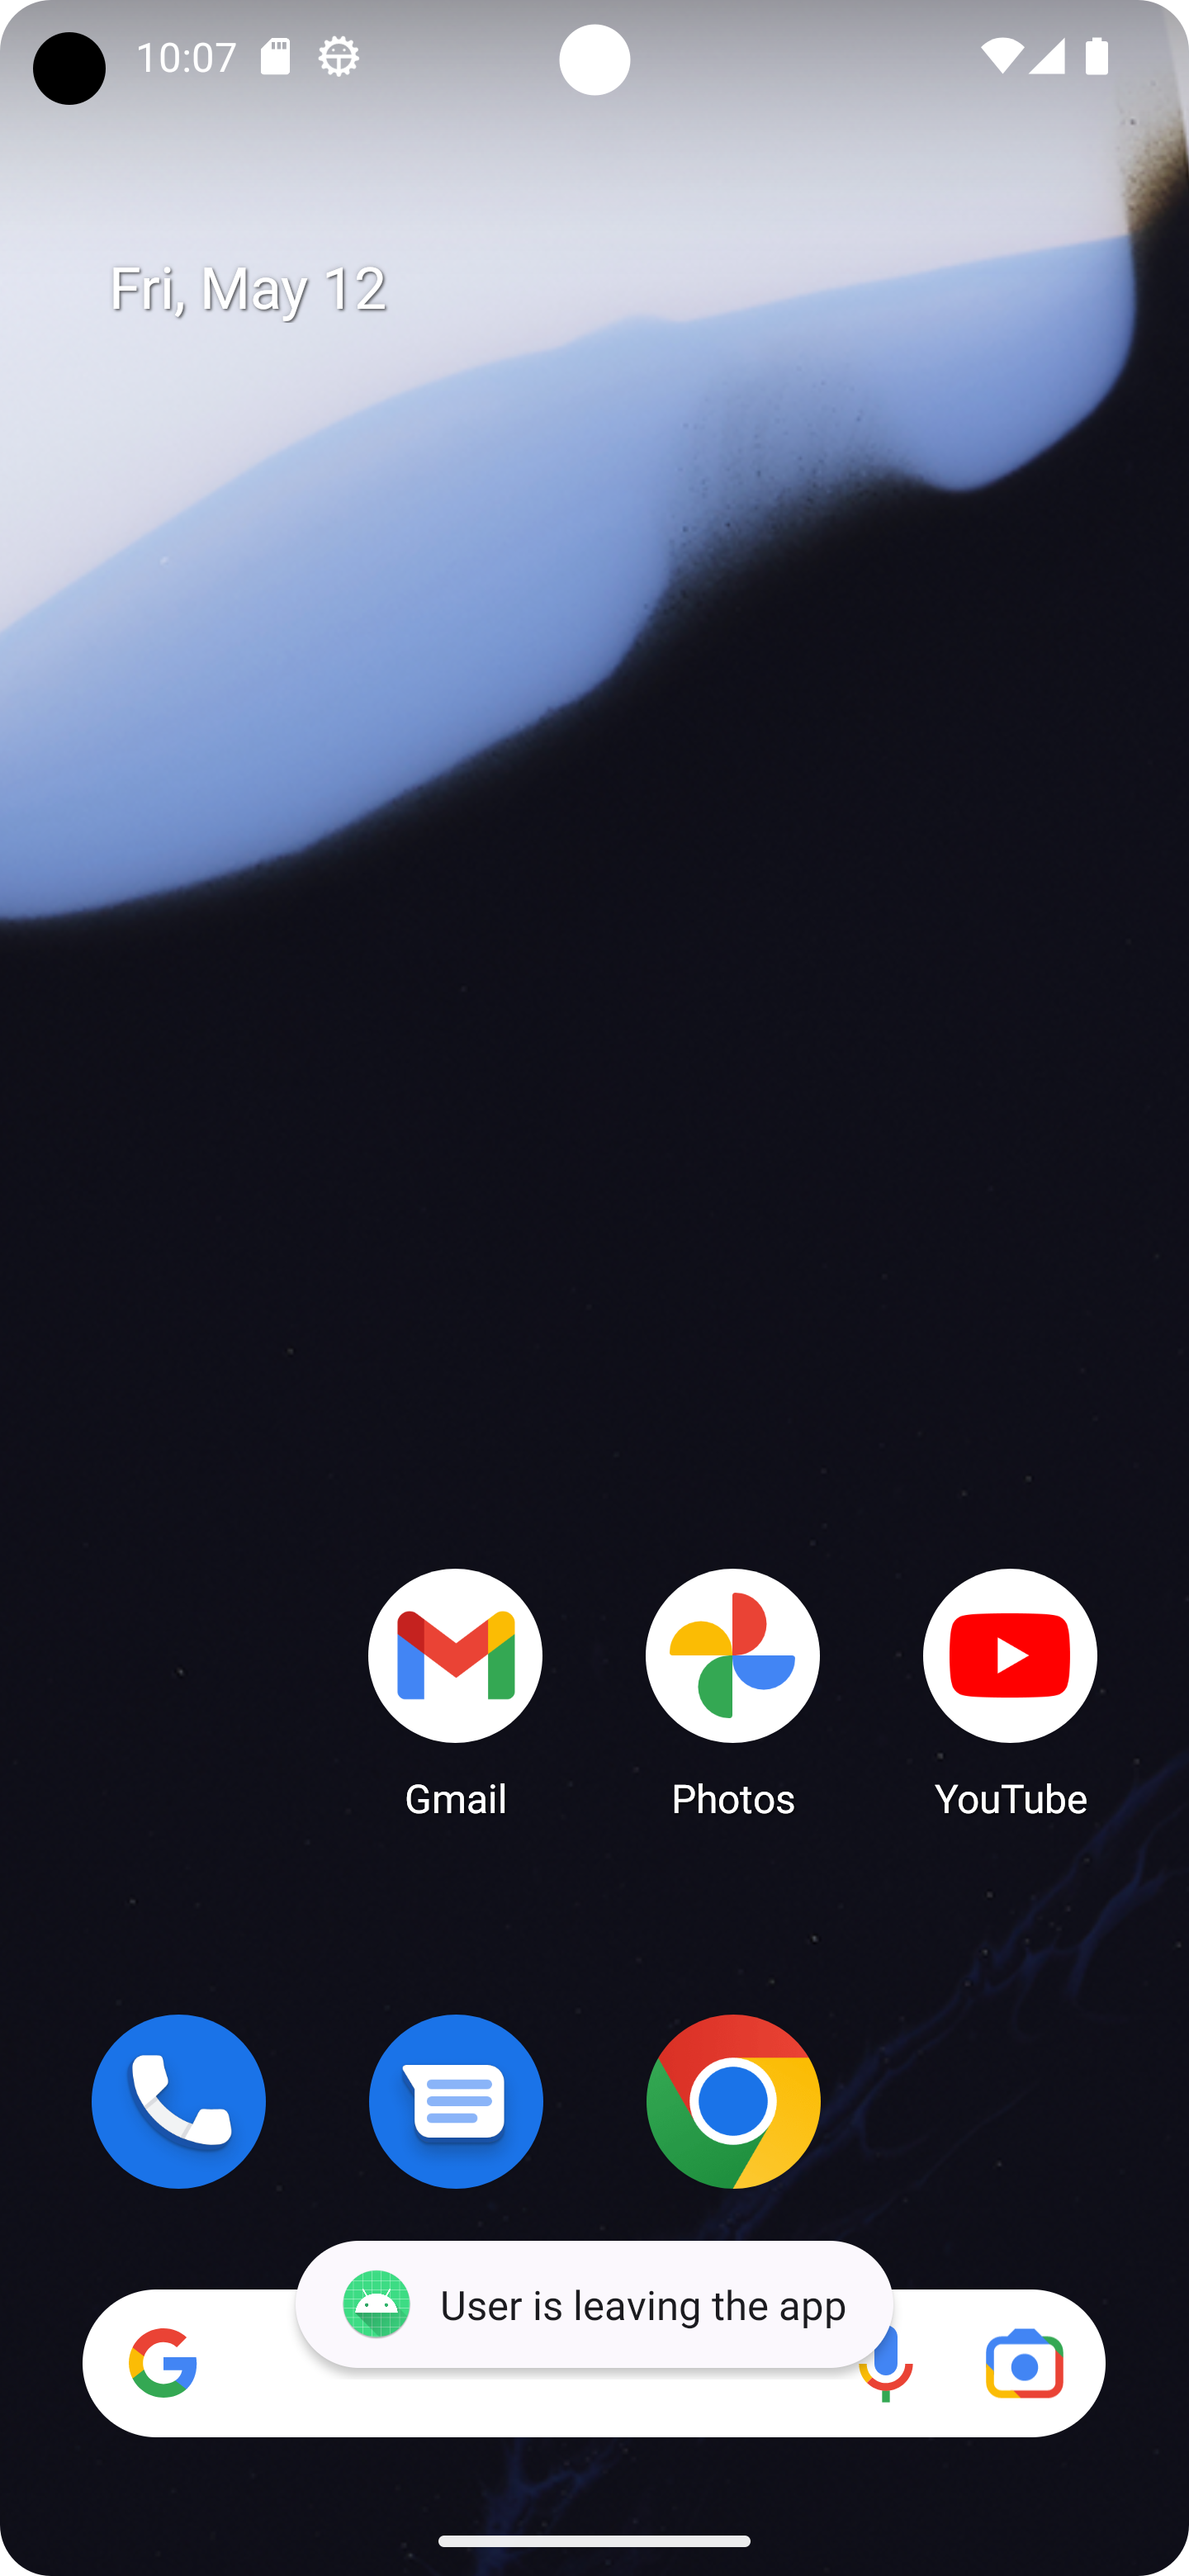 10:07
Fri, May 12
Gmail
Photos
YouTube
User is leaving the app